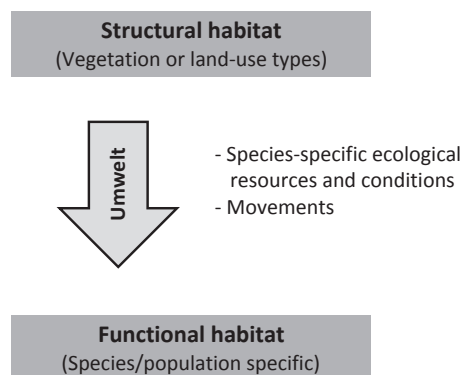 Structural habitat
(Vegetation or land-use types)
Umwelt
- Species-specific ecological
resources and conditions
- Movements
Functional habitat
(Species/population specific)